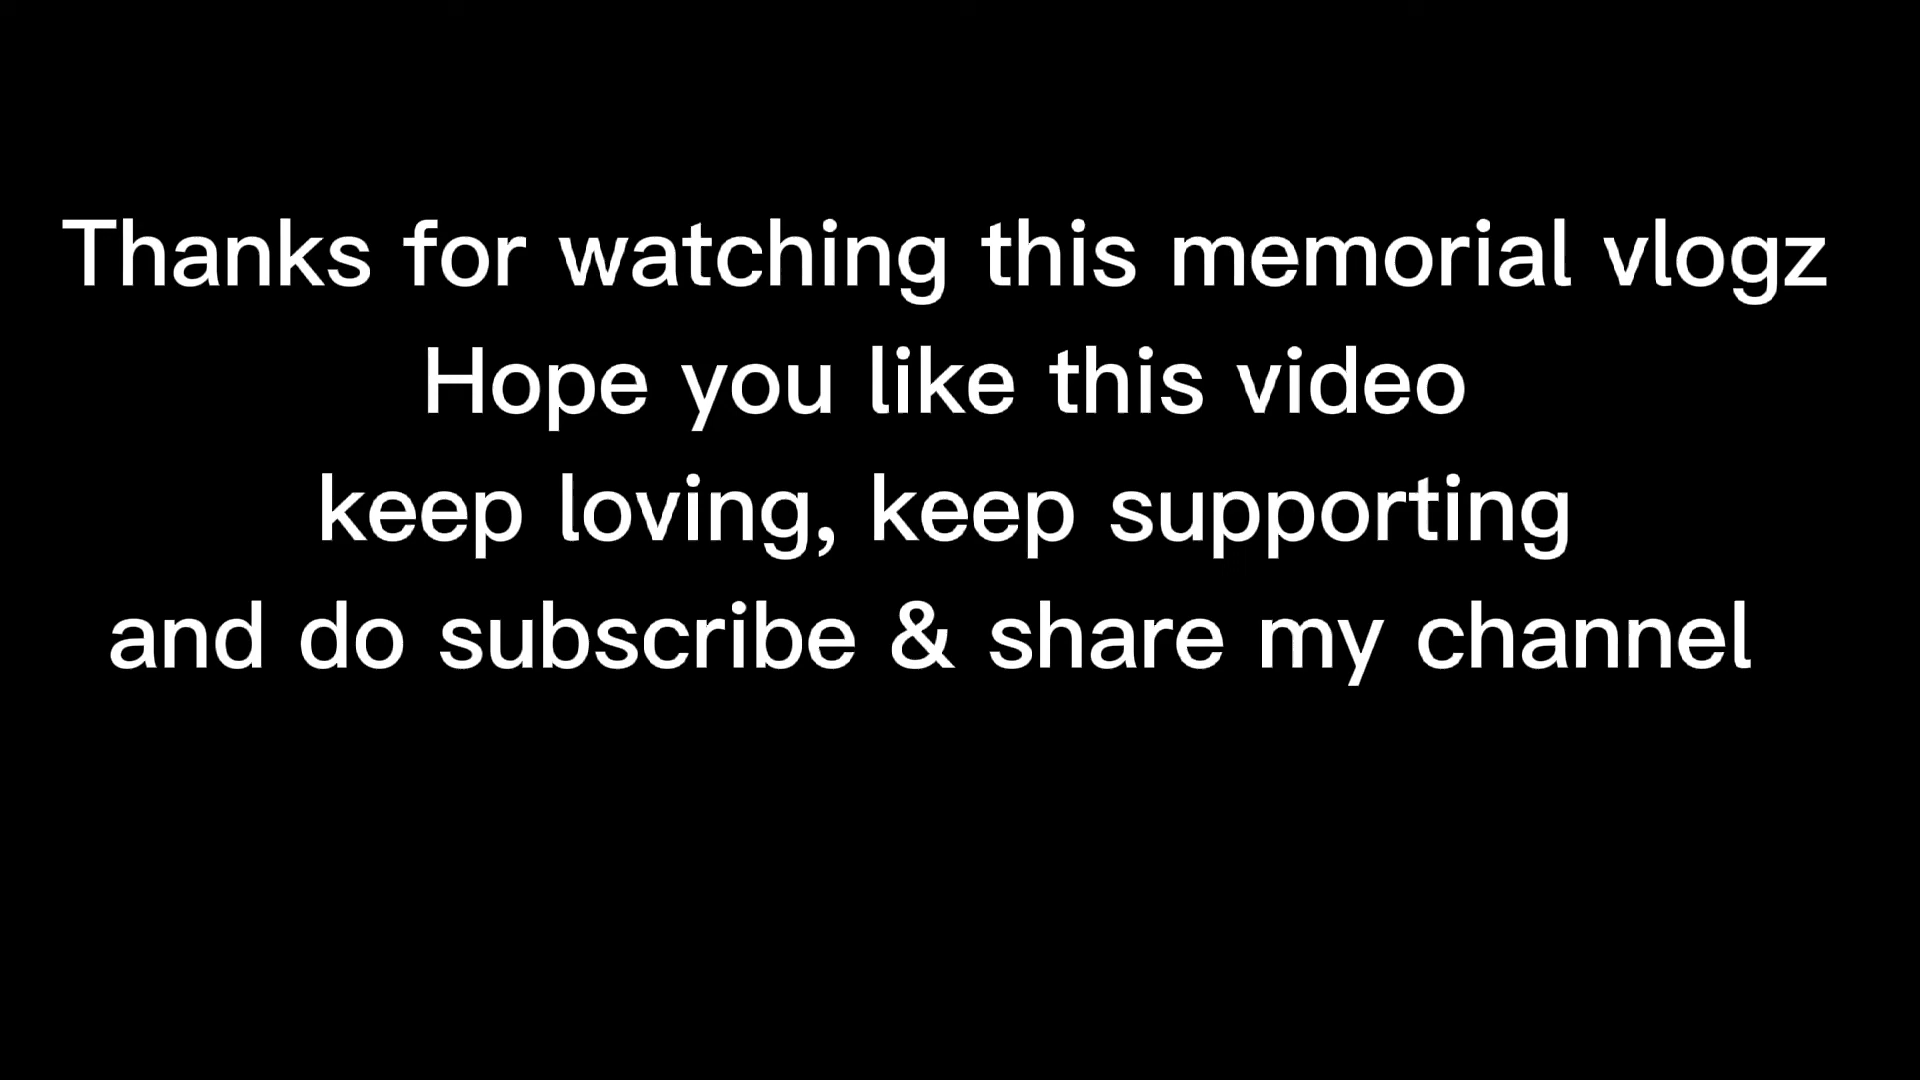 Thanks for watching this memorial vlogz
Hope you like this video
keep loving, keep supporting
and do subscribe & share my channel